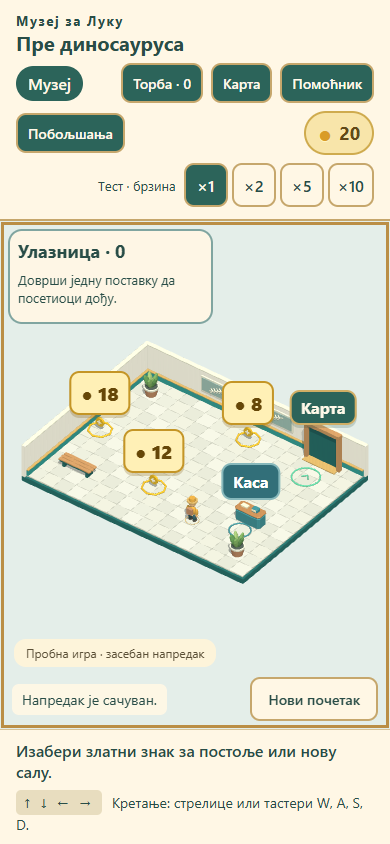 Музеј за Луку
Пре диносауруса
Музеј
Торба · 0
Карта
Помоћник
Побољшања
20
Тест · брзина
×1
×2
×5
×10
Улазница · 0
Доврши једну поставку да
посетиоци дођу.
18
8
Карта
12
Каса
Пробна игра · засебан напредак
Напредак је сачуван.
Нови почетак
Изабери златни знак за постоље или нову
салу.
↑ ↓ ← → Кретање: стрелице или тастери W, A, S,
D.